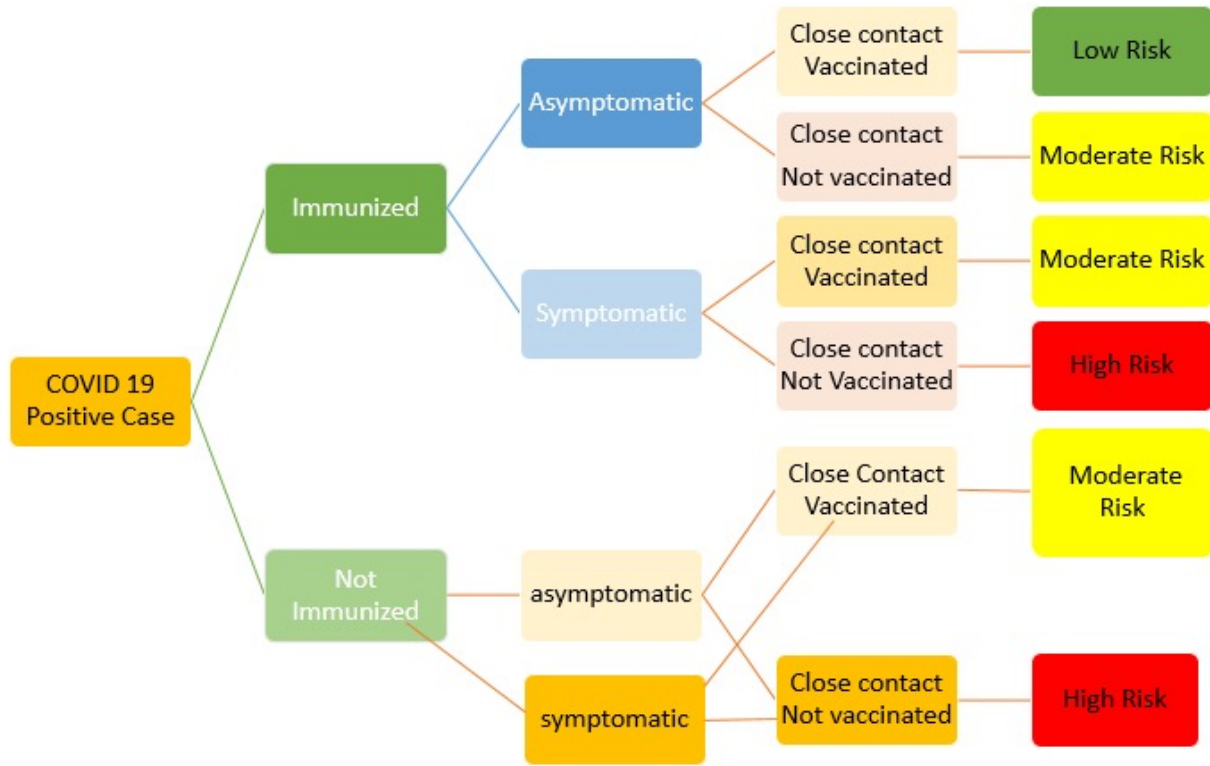 COVID 19
Positive Case
Immunized
Not
Immunized
Asymptomatic
Symptomatic
asymptomatic
symptomatic
Close contact
Vaccinated
Close contact
Not vaccinated
Close contact
Vaccinated
Close contact
Not Vaccinated
Close Contact
Vaccinated
Close contact
Not vaccinated
Low Risk
Moderate Risk
Moderate Risk
High Risk
Moderate
Risk
High Risk